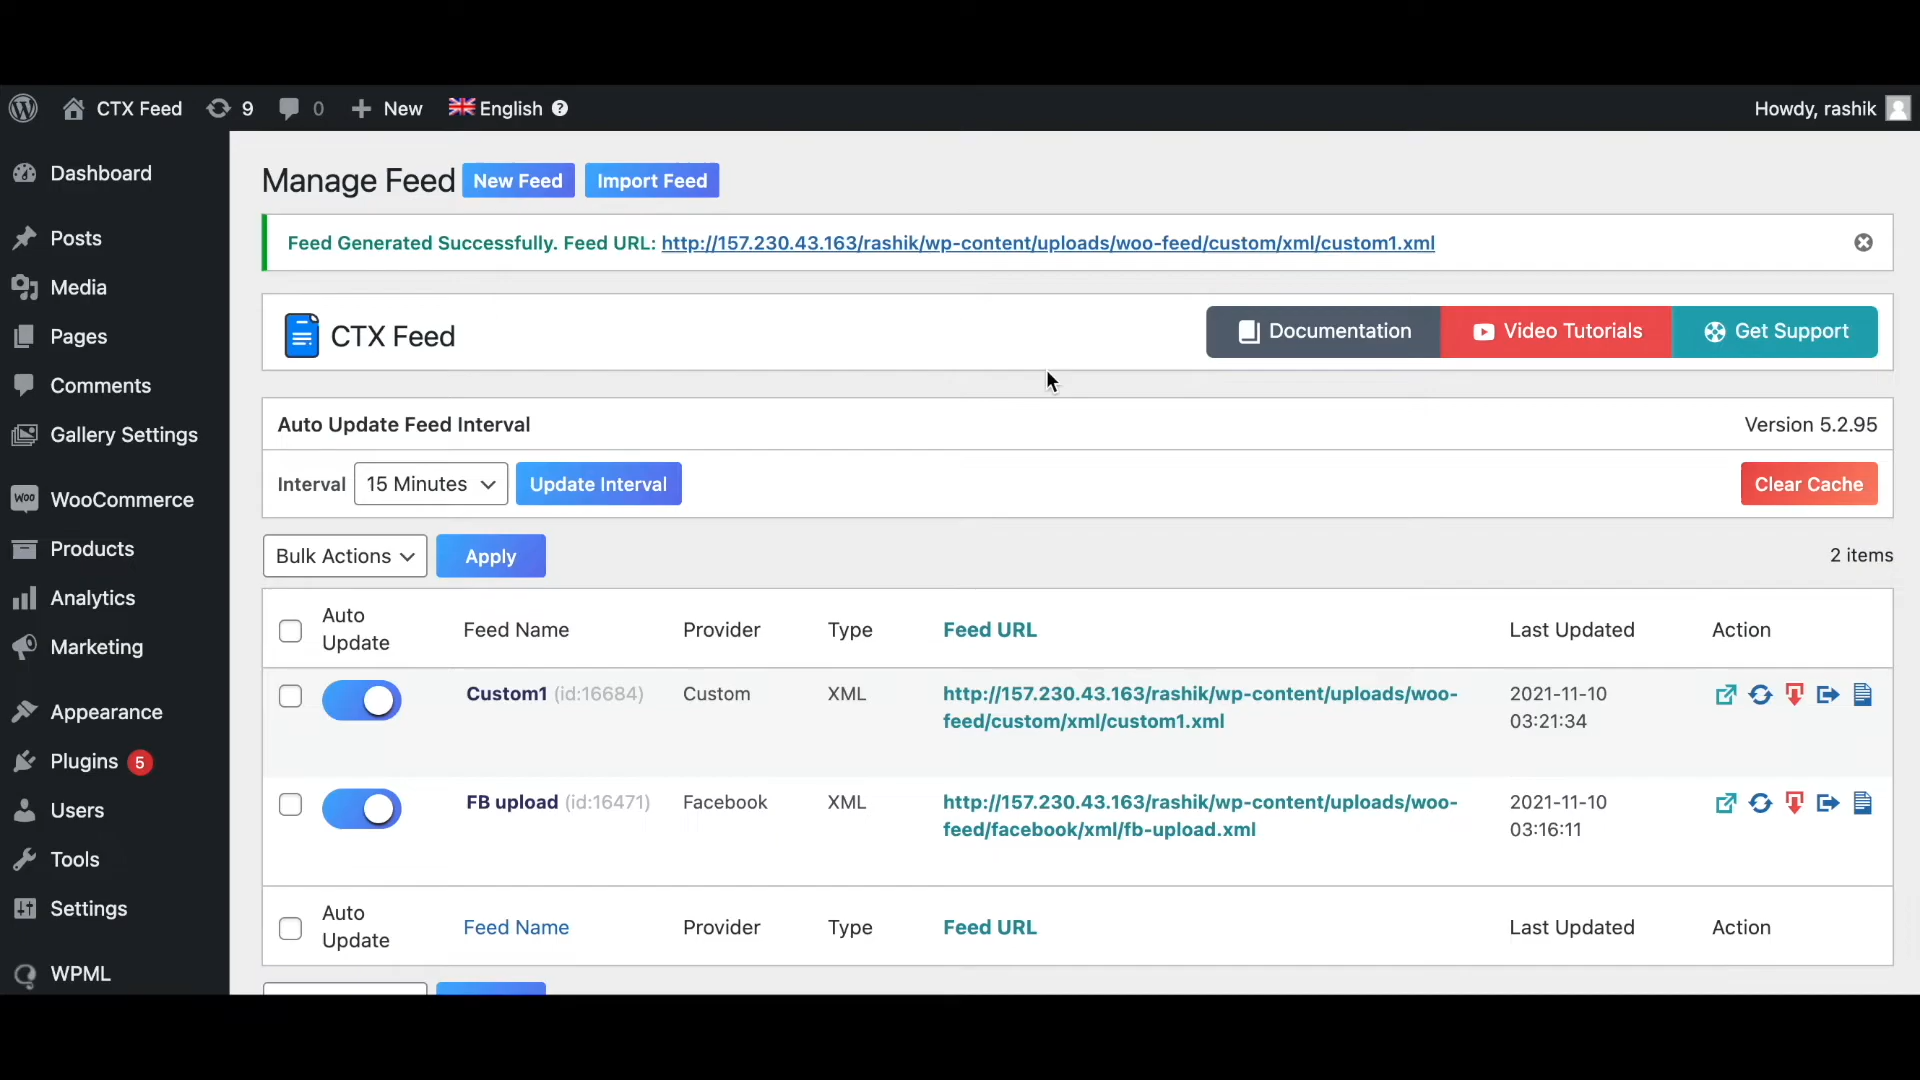 CTX Feed 9 0 New English Howdy, rashik
Dashboard
Posts
Media
Pages
Comments
Gallery Settings
Woo WooCommerce
Products
Analytics
Marketing
Appearance
Plugins 5
Users
Tools
Settings
WPML
Manage Feed New Feed Import Feed
Feed Generated Successfully. Feed URL: http://157.230.43.163/rashik/wp-content/uploads/woo-feed/custom/xml/custom1.xml
CTX Feed Documentation Video Tutorials Get Support
Auto Update Feed Interval Version 5.2.95
Interval 15 Minutes Update Interval Clear Cache
Bulk Actions Apply 2 items
Auto Update Feed Name Provider Type Feed URL Last Updated Action
Custom1 (id:16684) Custom XML http://157.230.43.163/rashik/wp-content/uploads/woo- 2021-11-10
feed/custom/xml/custom1.xml 03:21:34
FB upload (id:16471) Facebook XML http://157.230.43.163/rashik/wp-content/uploads/woo- 2021-11-10
feed/facebook/xml/fb-upload.xml 03:16:11
Auto Update Feed Name Provider Type Feed URL Last Updated Action